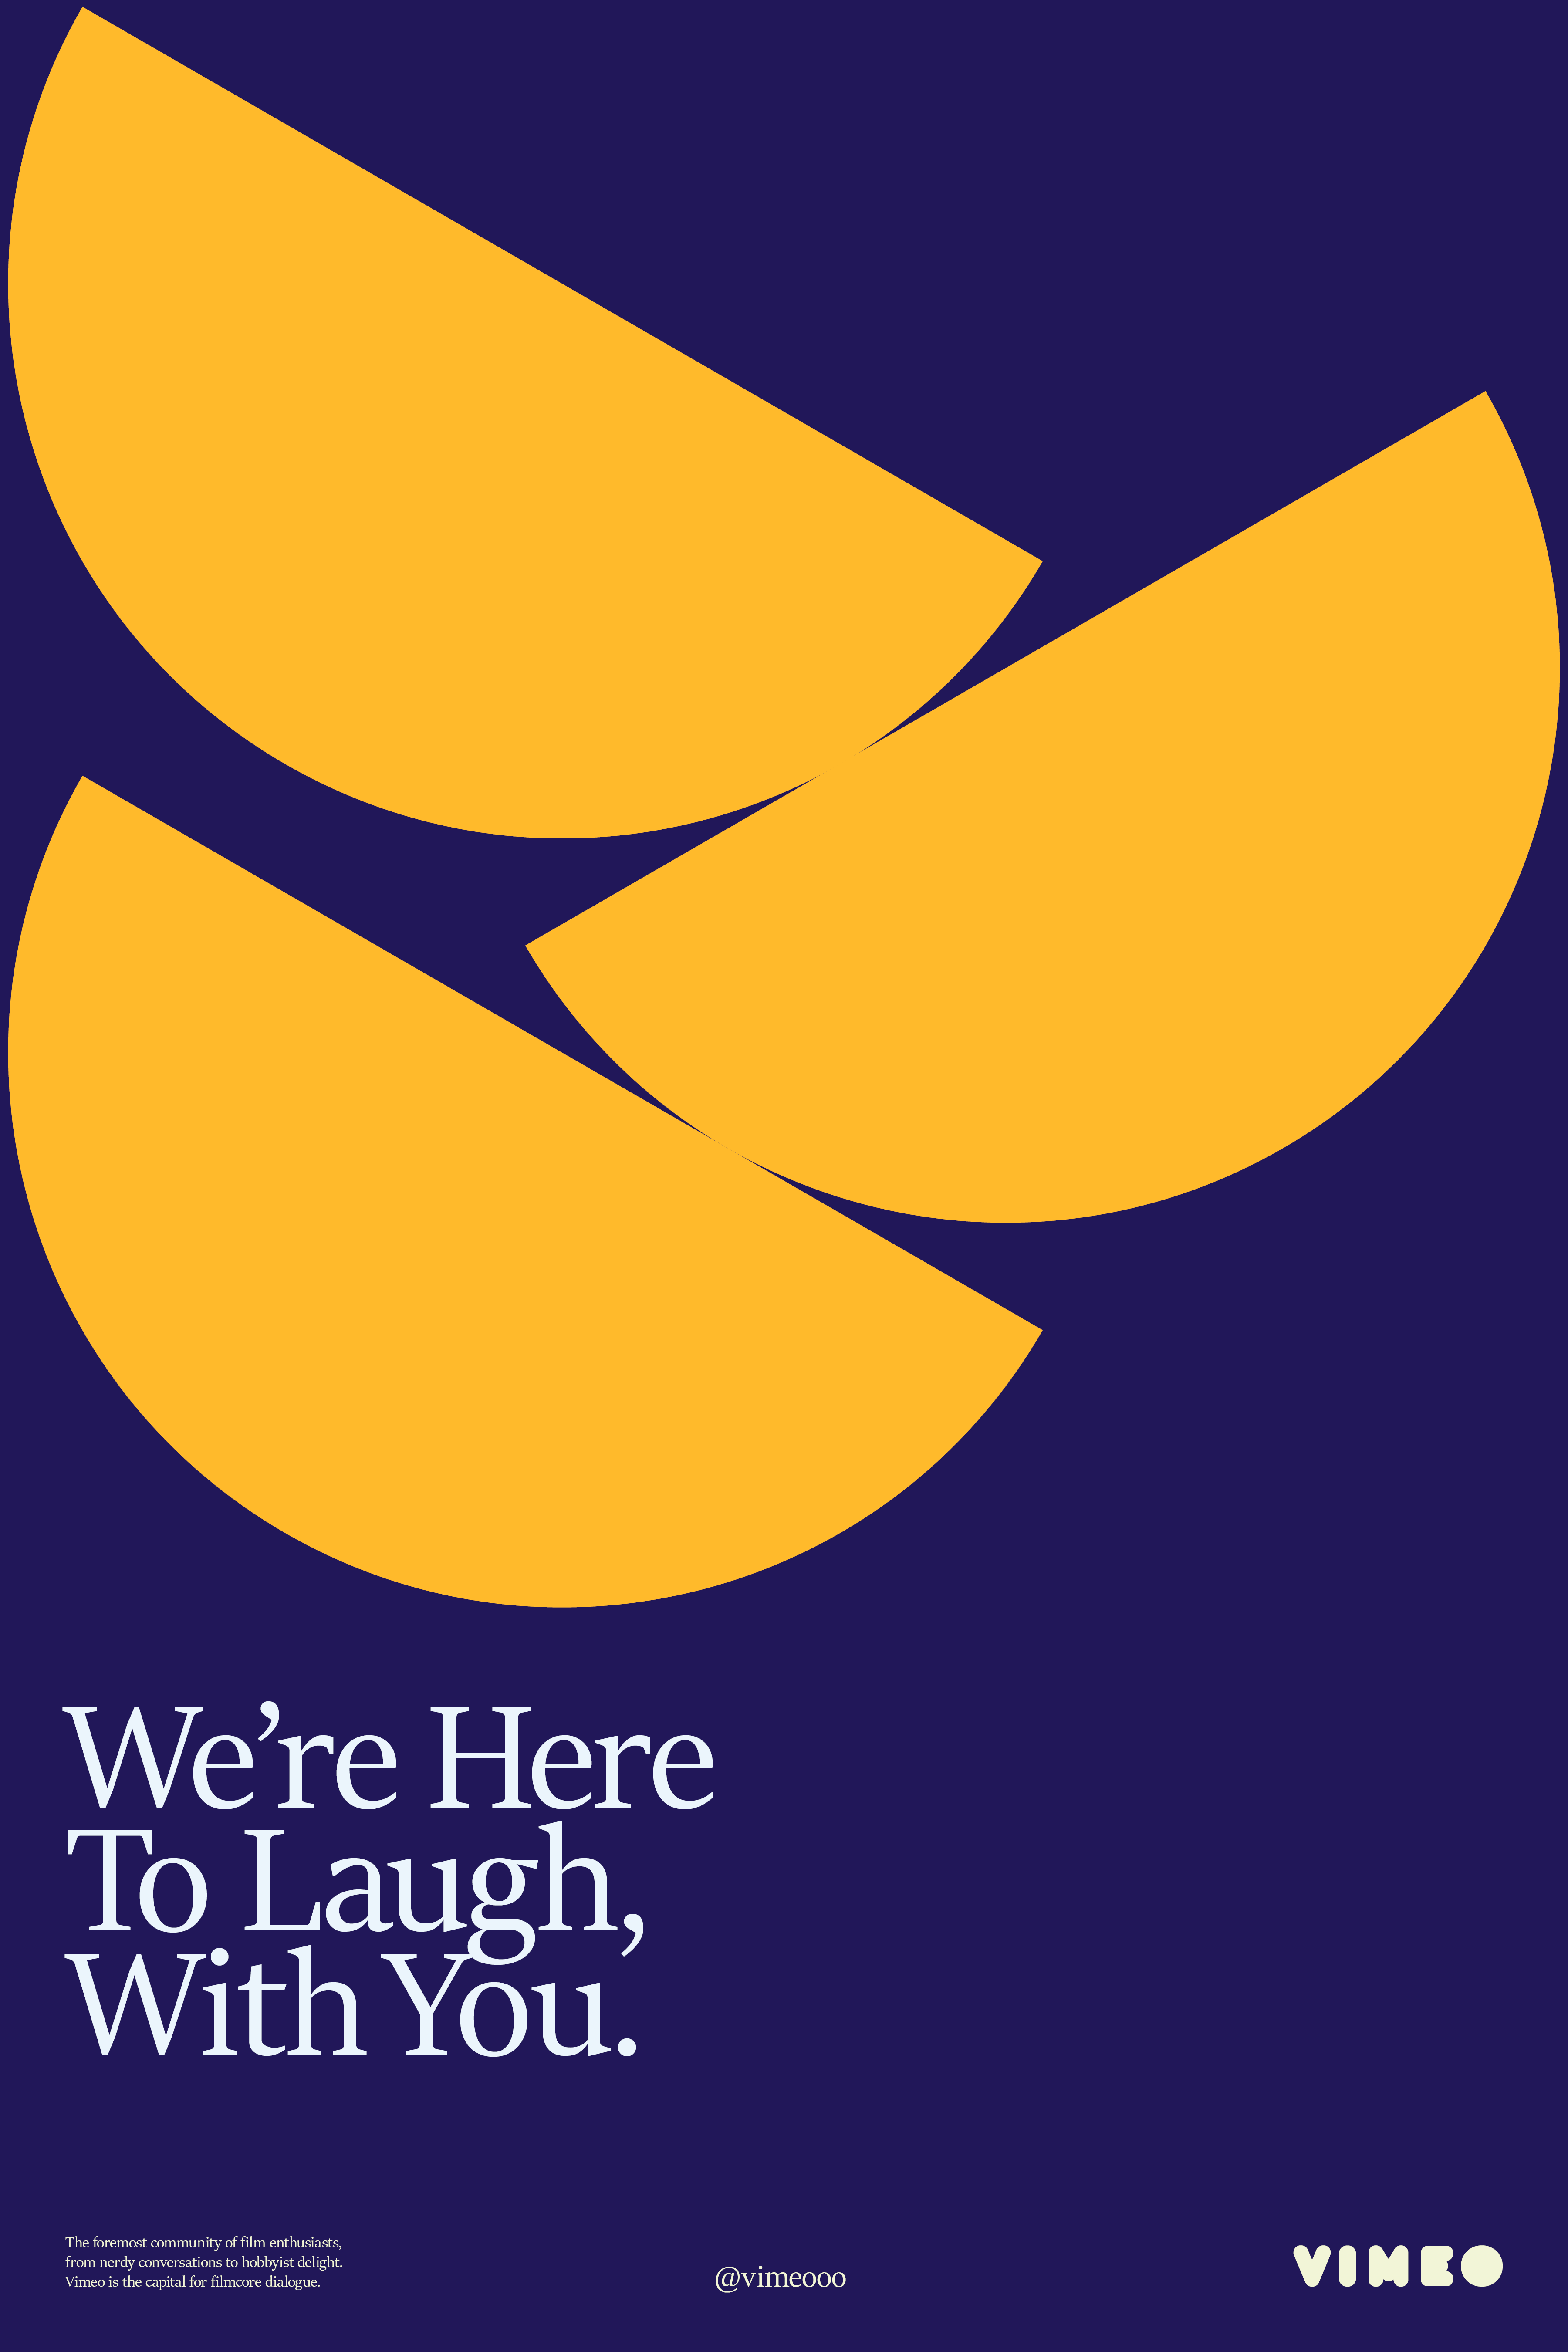 We’re Here
To Laugh,
With You.
The foremost community of film enthusiasts,
from nerdy conversations to hobbyist delight.
Vimeo is the capital for filmcore dialogue.
@vimeooo
VIMEO